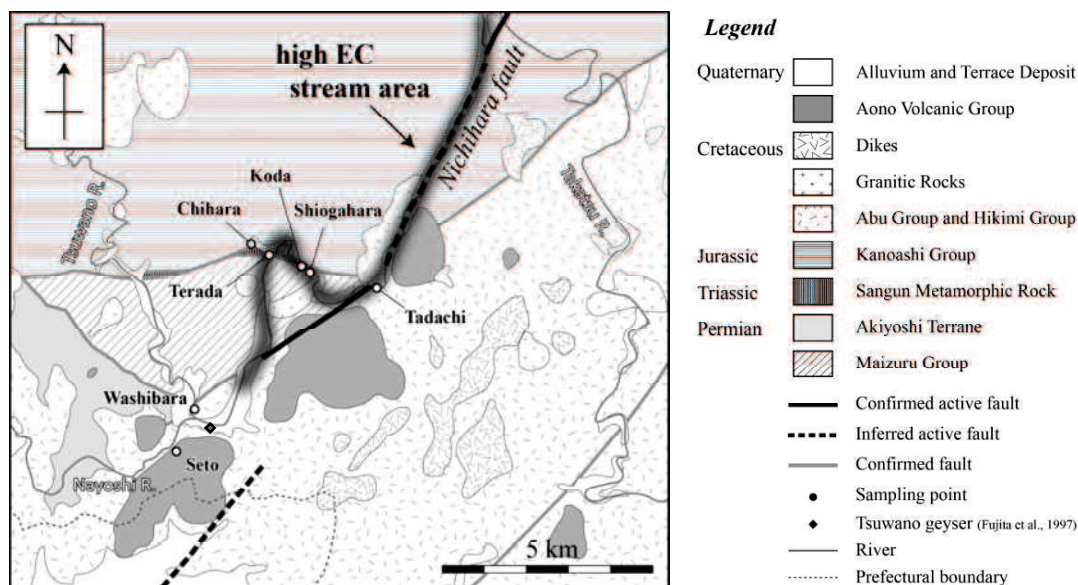 N
high EC
stream area
Nichihara fault
Koda
Chihara
Shiogahara
Tsuwano R.
Takatsu R.
Terada
Tadachi
Washibara
Seto
Nayoshi R.
5 km
Legend
Quaternary
Alluvium and Terrace Deposit
Aono Volcanic Group
Cretaceous
Dikes
Granitic Rocks
Abu Group and Hikimi Group
Jurassic
Kanoashi Group
Triassic
Sangun Metamorphic Rock
Permian
Akiyoshi Terrane
Maizuru Group
Confirmed active fault
Inferred active fault
Confirmed fault
Sampling point
Tsuwano geyser (Fujita et al., 1997)
River
Prefectural boundary